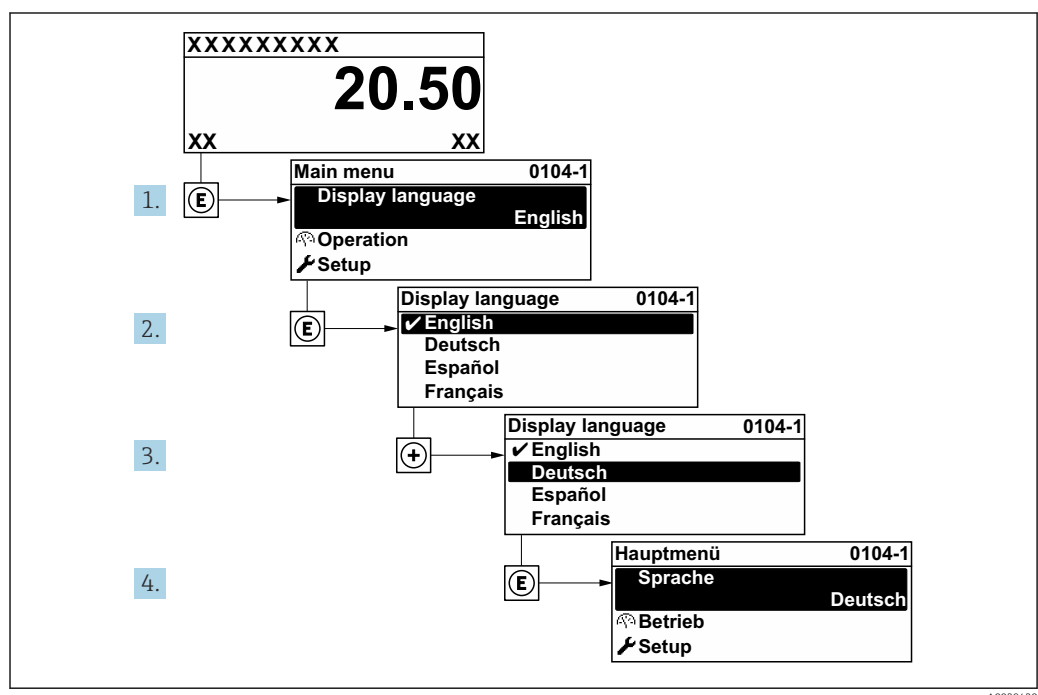 XXXXXXXXX
20.50
XX XX
1. E
Main menu 0104-1
Display language
English
Operation
Setup
2. E
Display language 0104-1
✔English
Deutsch
Español
Français
3. +
Display language 0104-1
✔English
Deutsch
Español
Français
4. E
Hauptmenü 0104-1
Sprache
Deutsch
Betrieb
Setup